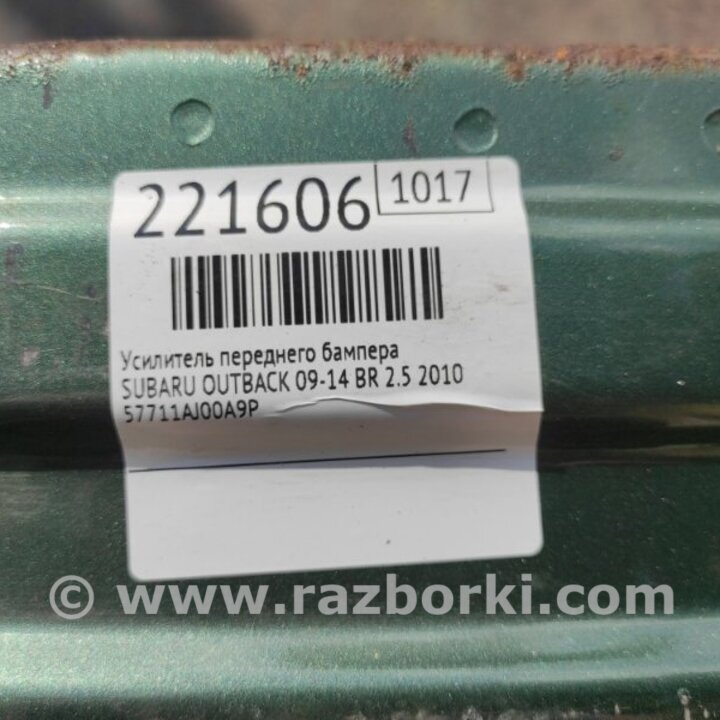 221606
1017
Усилитель переднего бампера
SUBARU OUTBACK 09-14 BR 2.5 2010
57711AJ00A9P
© www.razborki.com